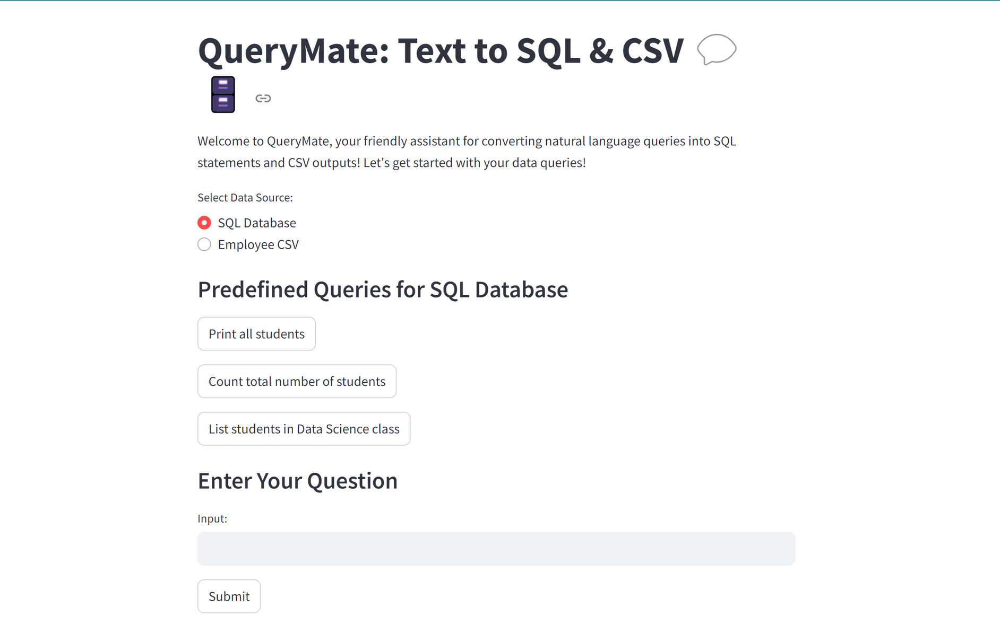 QueryMate: Text to SQL & CSV
Welcome to QueryMate, your friendly assistant for converting natural language queries into SQL
statements and CSV outputs! Let's get started with your data queries!
Select Data Source:
SQL Database
Employee CSV
Predefined Queries for SQL Database
Print all students
Count total number of students
List students in Data Science class
Enter Your Question
Input:
Submit